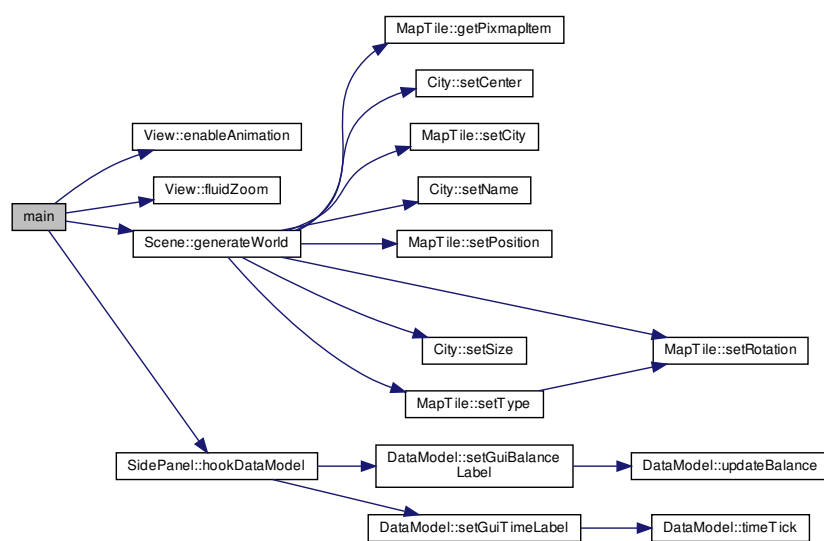 MapTile::getPixmapItem
City::setCenter
View::enableAnimation
MapTile::setCity
View::fluidZoom
City::setName
main
Scene::generateWorld
MapTile::setPosition
City::setSize
MapTile::setRotation
MapTile::setType
SidePanel::hookDataModel
DataModel::setGuiBalance
Label
DataModel::updateBalance
DataModel::setGuiTimeLabel
DataModel::timeTick